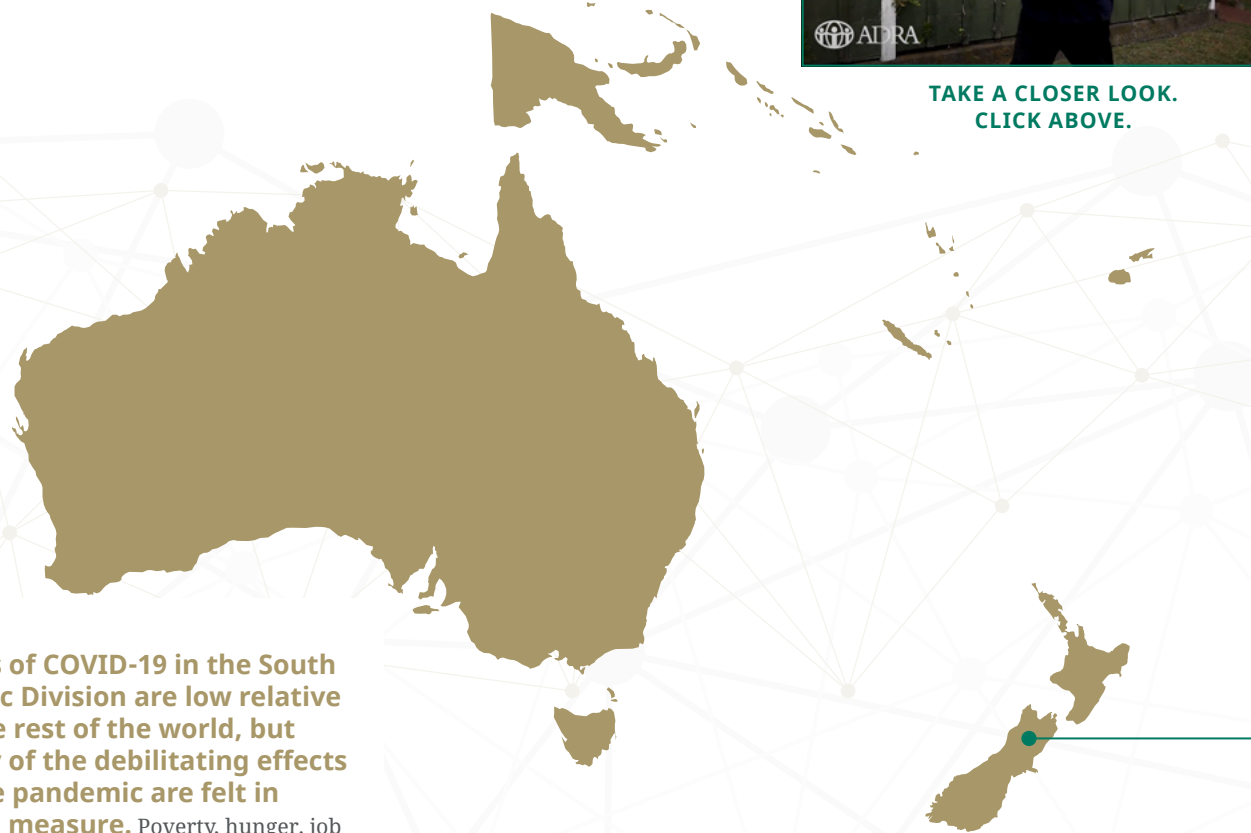 ADRA
TAKE A CLOSER LOOK.
CLICK ABOVE.
of COVID-19 in the South
Division are low relative
rest of the world, but
of the debilitating effects
pandemic are felt in
measure. Poverty, hunger, job